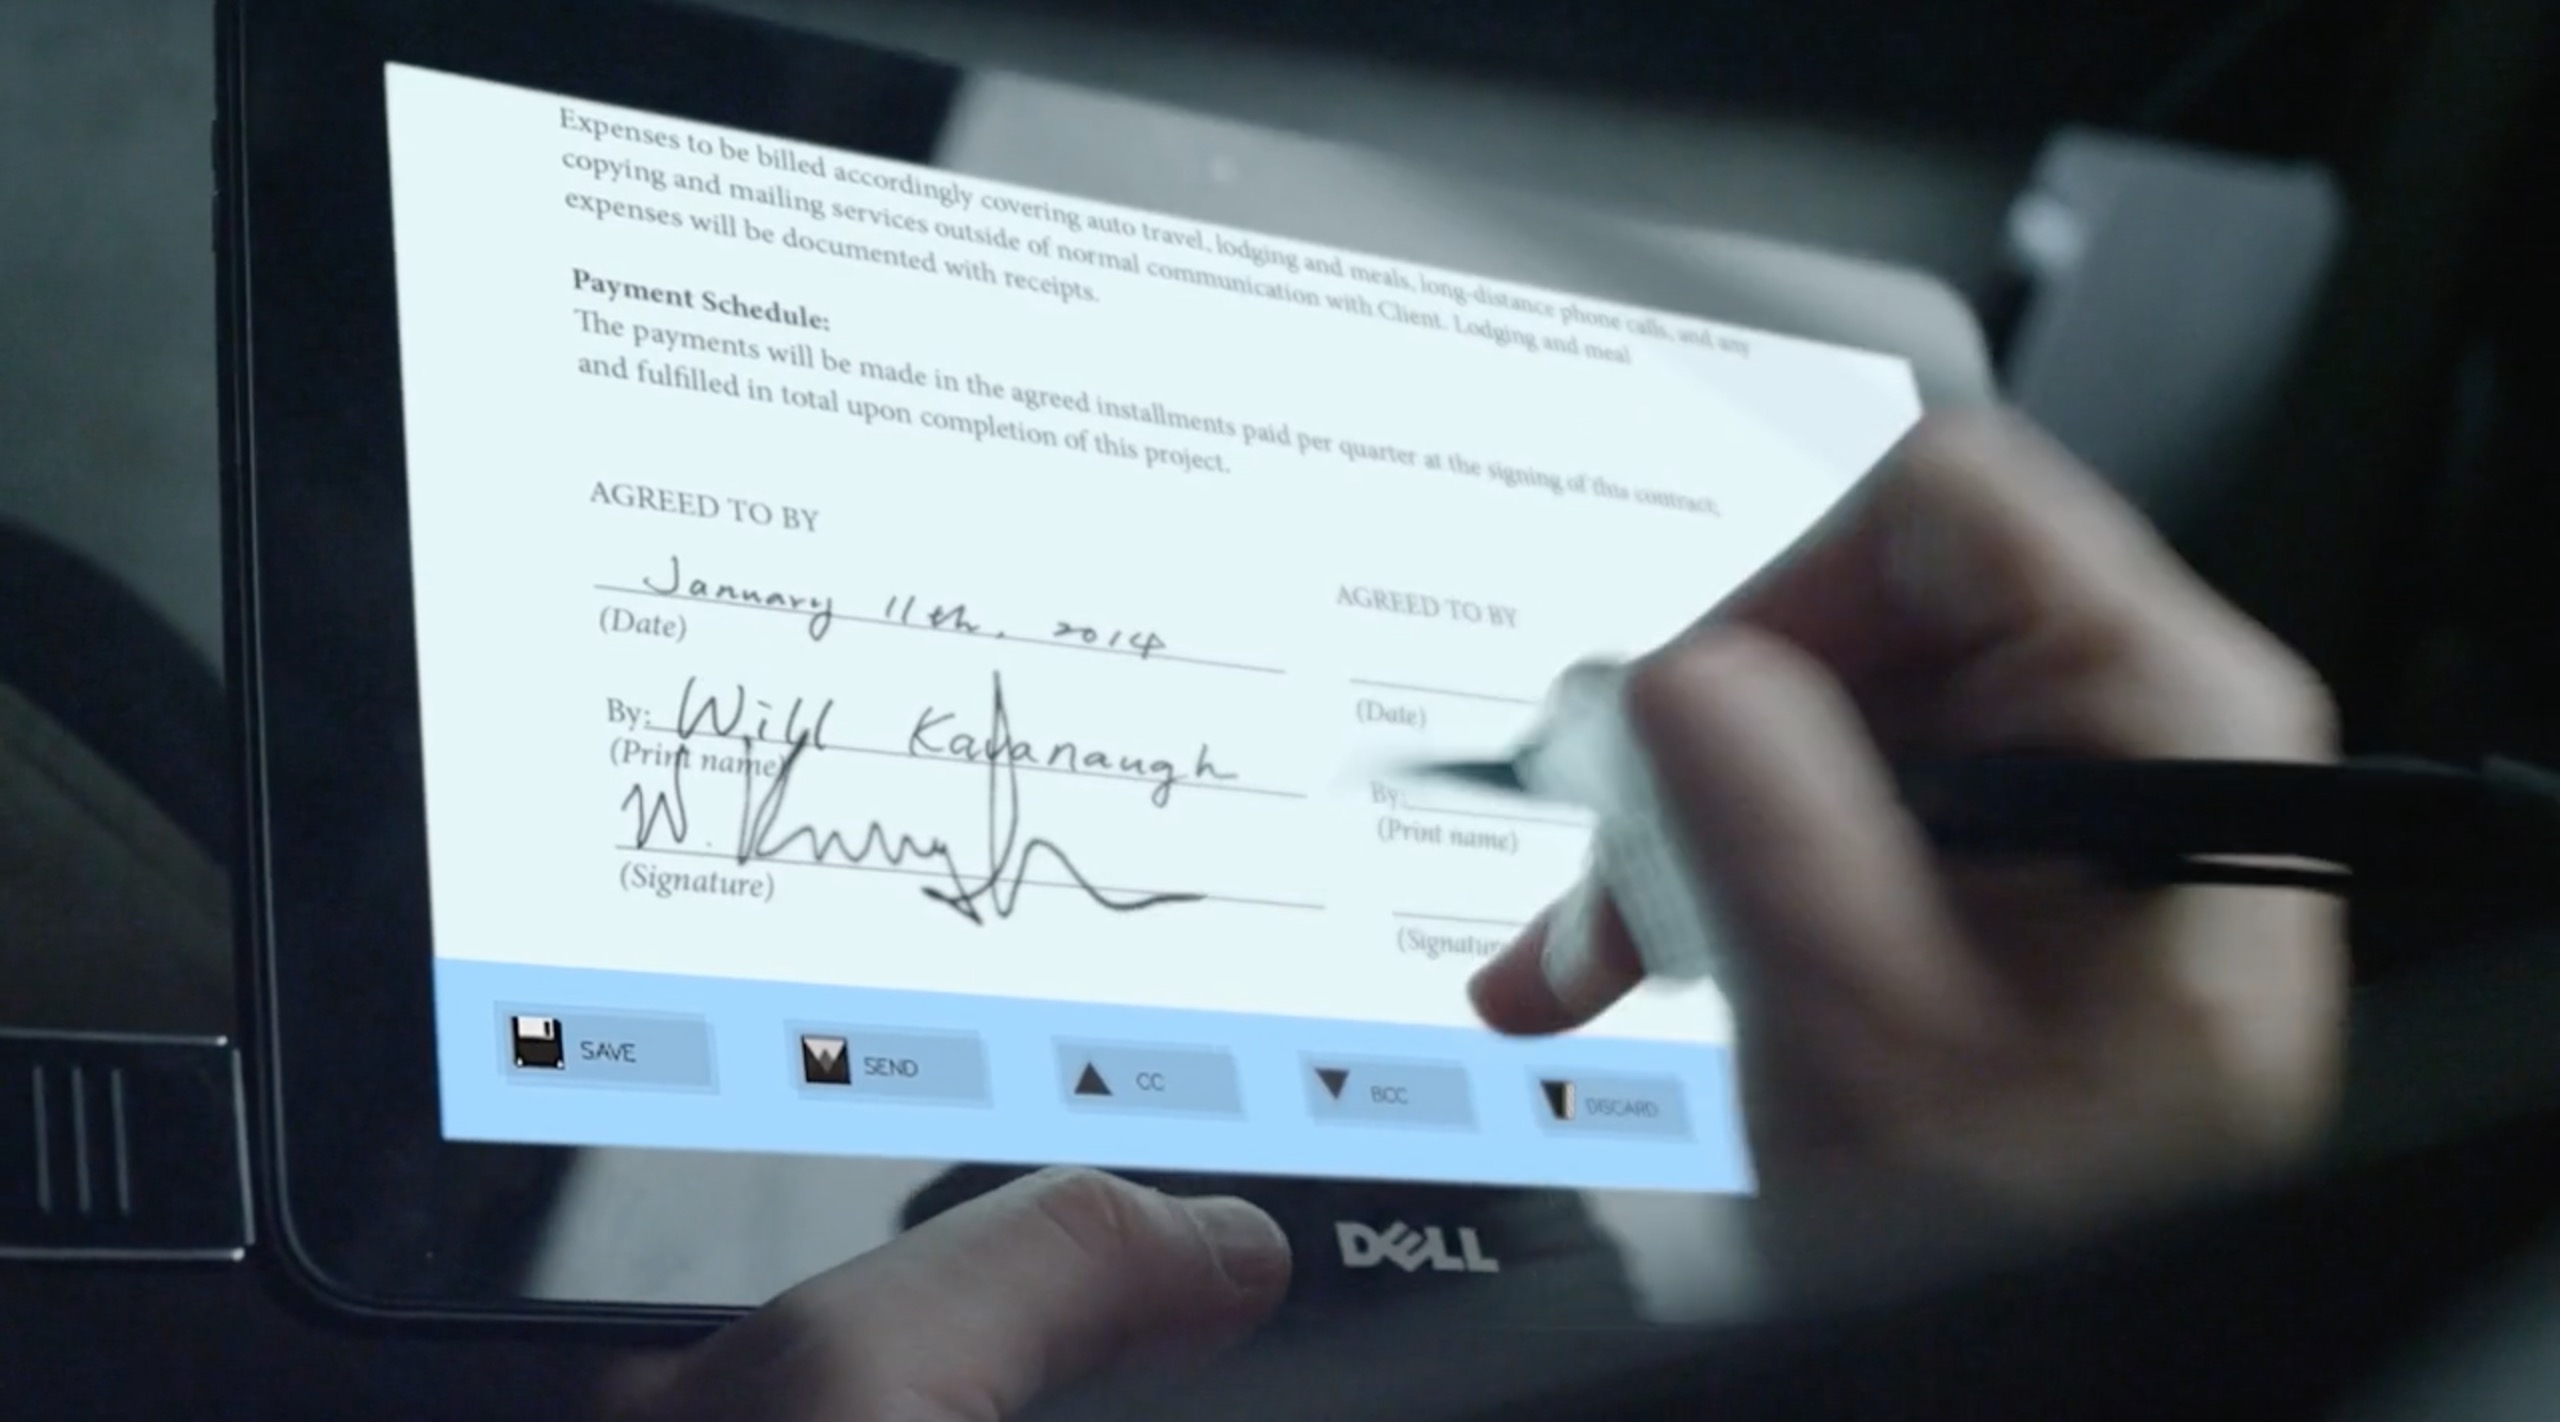 Expenses to be billed accordingly covering auto travel, lodging and meals, long-distance phone calls, and any
copying and mailing services outside of normal communication with Client. Lodging and meal
expenses will be documented with receipts.
Payment Schedule:
The payments will be made in the agreed installments paid per quarter at the signing of this contract,
and fulfilled in total upon completion of this project.
AGREED TO BY
January 11th, 2014
(Date)
By: Will Kavanaugh
(Print name)
W. Kavanaugh
(Signature)
AGREED TO BY
(Date)
By:
(Print name)
(Signatur
SAVE
SEND
CC
BCC
DISCARD
DELL